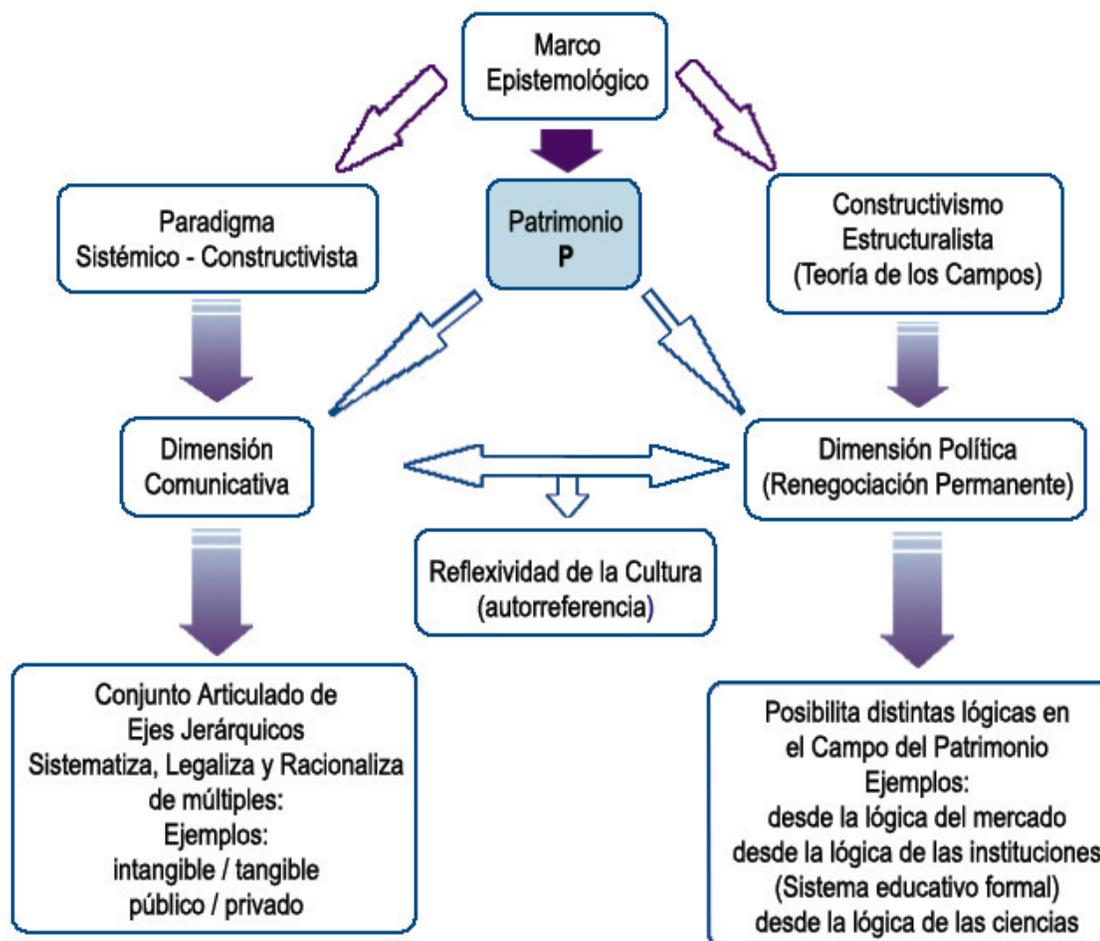 Marco
Epistemológico
Paradigma
Sistémico - Constructivista
Patrimonio
P
Constructivismo
Estructuralista
(Teoría de los Campos)
Dimensión
Comunicativa
Dimensión Política
(Renegociación Permanente)
Reflexividad de la Cultura
(autorreferencia)
Conjunto Articulado de
Ejes Jerárquicos
Sistematiza, Legaliza y Racionaliza
de múltiples:
Ejemplos:
intangible / tangible
público / privado
Posibilita distintas lógicas en
el Campo del Patrimonio
Ejemplos:
desde la lógica del mercado
desde la lógica de las instituciones
(Sistema educativo formal)
desde la lógica de las ciencias